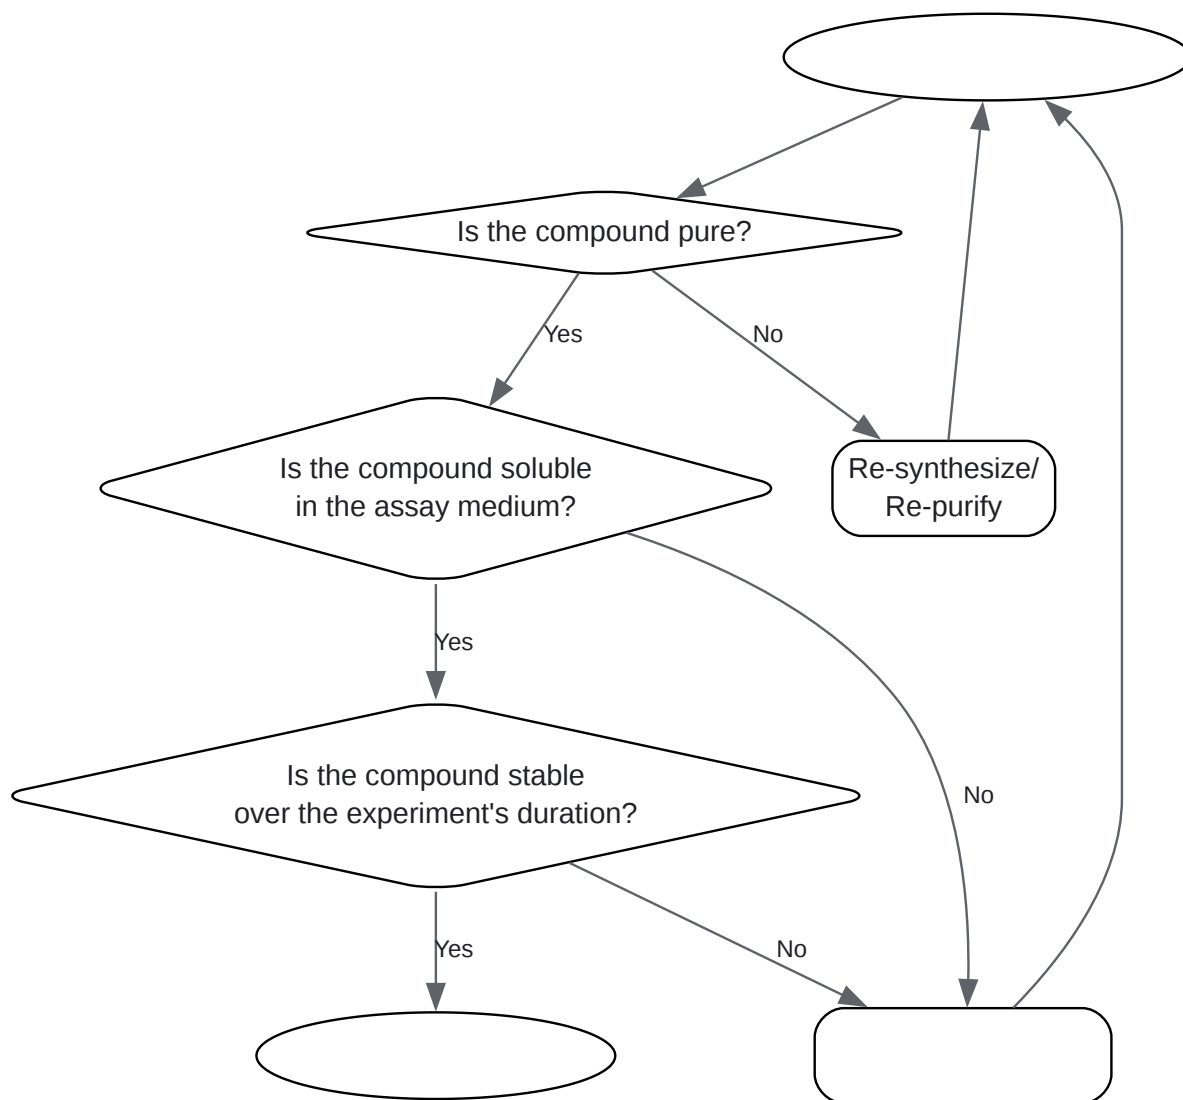 Is the compound pure?
Yes
No
Is the compound soluble
in the assay medium?
Re-synthesize/
Re-purify
Yes
Is the compound stable
over the experiment's duration?
No
Yes
No